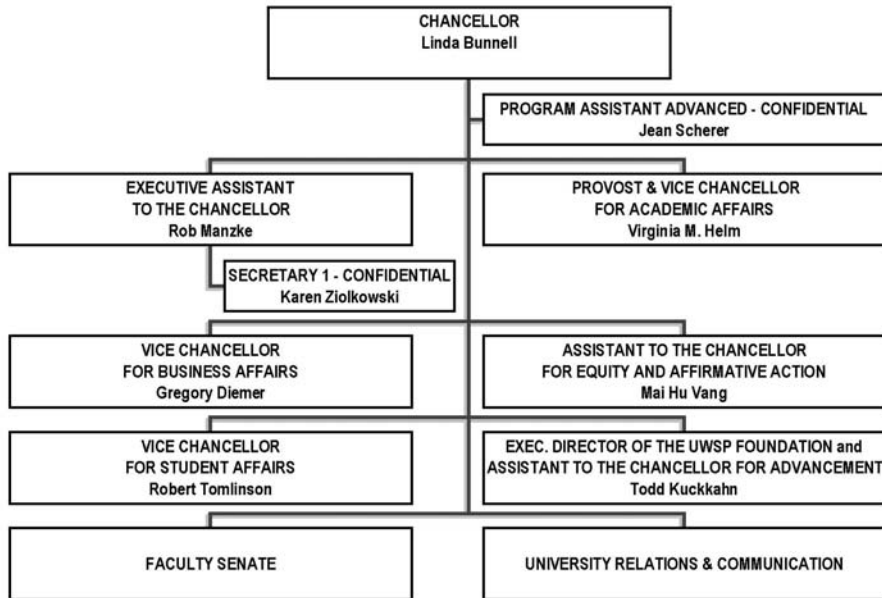 CHANCELLOR
Linda Bunnell
PROGRAM ASSISTANT ADVANCED - CONFIDENTIAL
Jean Scherer
EXECUTIVE ASSISTANT
TO THE CHANCELLOR
Rob Manzke
PROVOST & VICE CHANCELLOR
FOR ACADEMIC AFFAIRS
Virginia M. Helm
SECRETARY 1 - CONFIDENTIAL
Karen Ziolkowski
VICE CHANCELLOR
FOR BUSINESS AFFAIRS
Gregory Diemer
ASSISTANT TO THE CHANCELLOR
FOR EQUITY AND AFFIRMATIVE ACTION
Mai Hu Vang
VICE CHANCELLOR
FOR STUDENT AFFAIRS
Robert Tomlinson
EXEC. DIRECTOR OF THE UWSP FOUNDATION and
ASSISTANT TO THE CHANCELLOR FOR ADVANCEMENT
Todd Kuckkahn
FACULTY SENATE
UNIVERSITY RELATIONS & COMMUNICATION